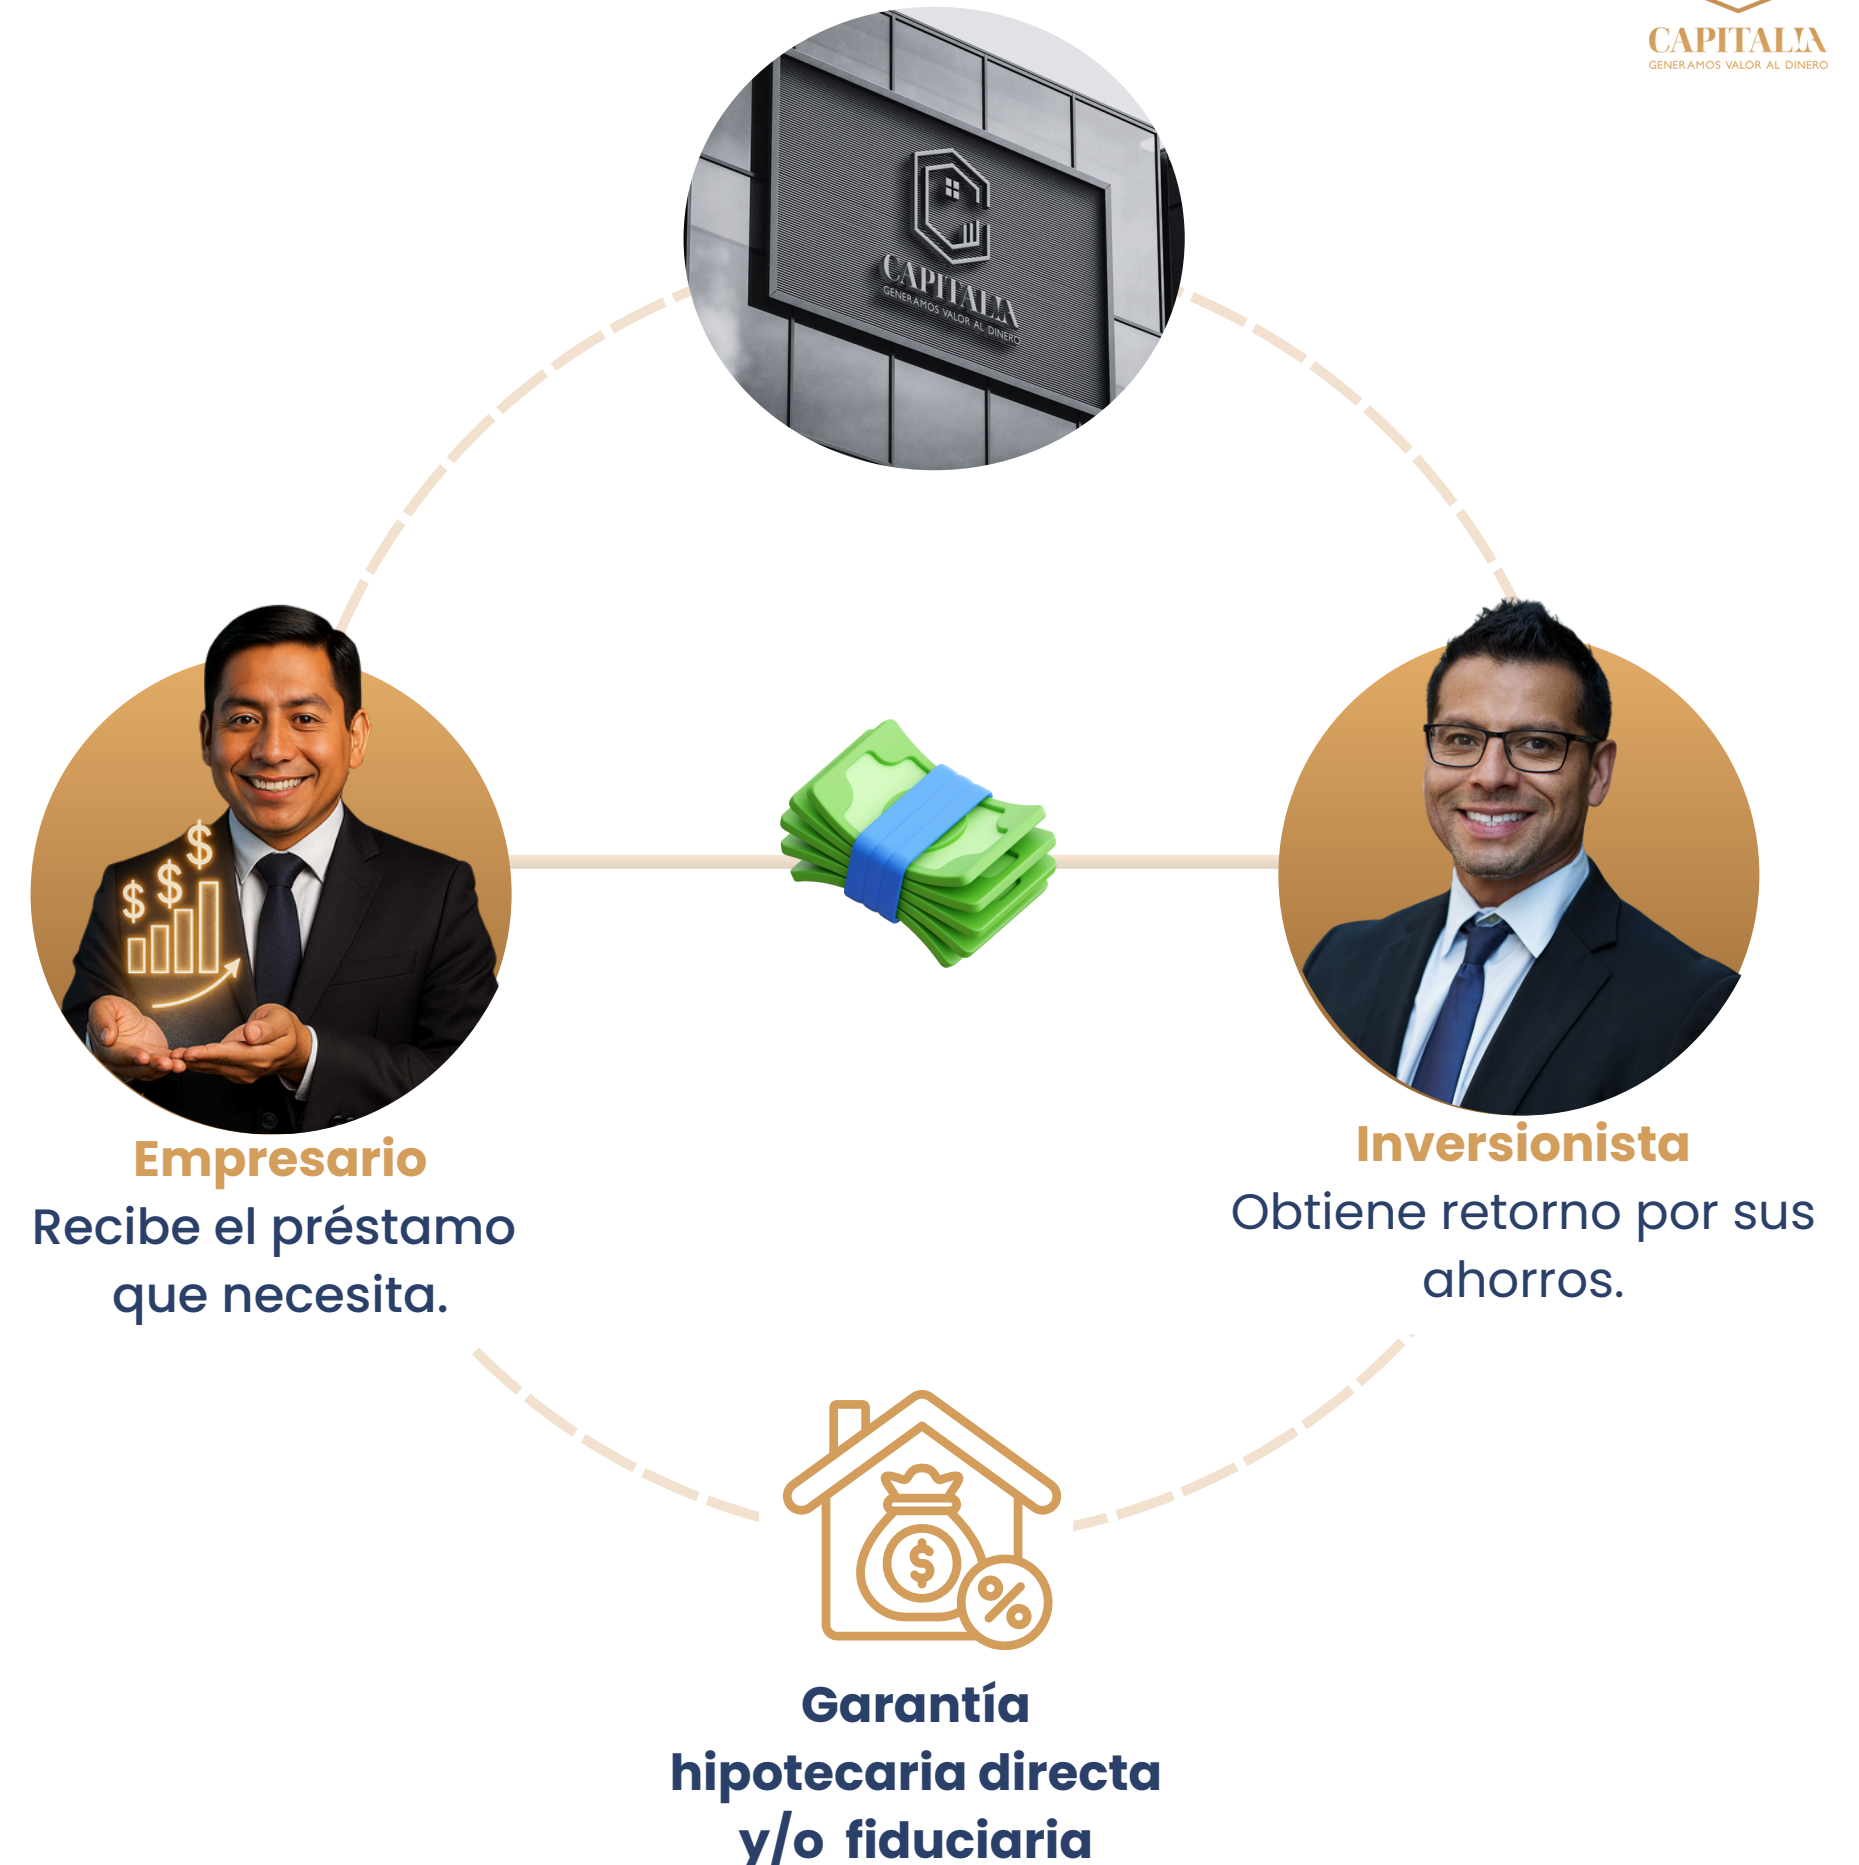 CAPITALIA
GENERAMOS VALOR AL DINERO
CAPITALIA
GENERAMOS VALOR AL DINERO
$ $ $
Empresario
Recibe el préstamo
que necesita.
Inversionista
Obtiene retorno por sus
ahorros.
$
%
Garantía
hipotecaria directa
y/o fiduciaria